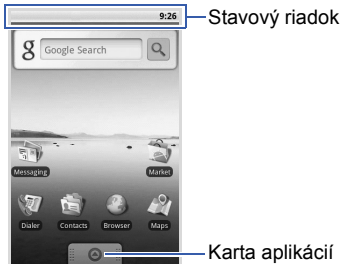 9:26
Stavový riadok
g Google Search
Messaging
Market
Dialer Contacts Browser Maps
Karta aplikácií